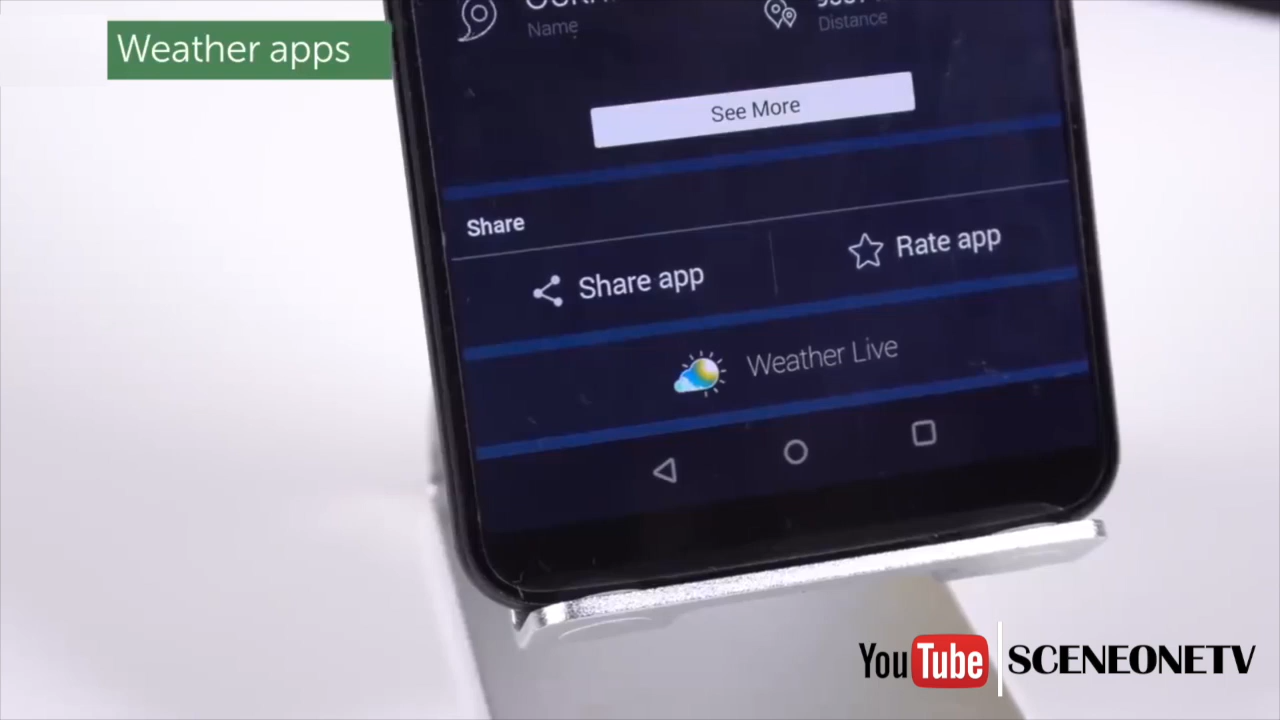 Weather apps
Name
Distance
See More
Share
Share app
Rate app
Weather Live
YouTube SCENEONETV